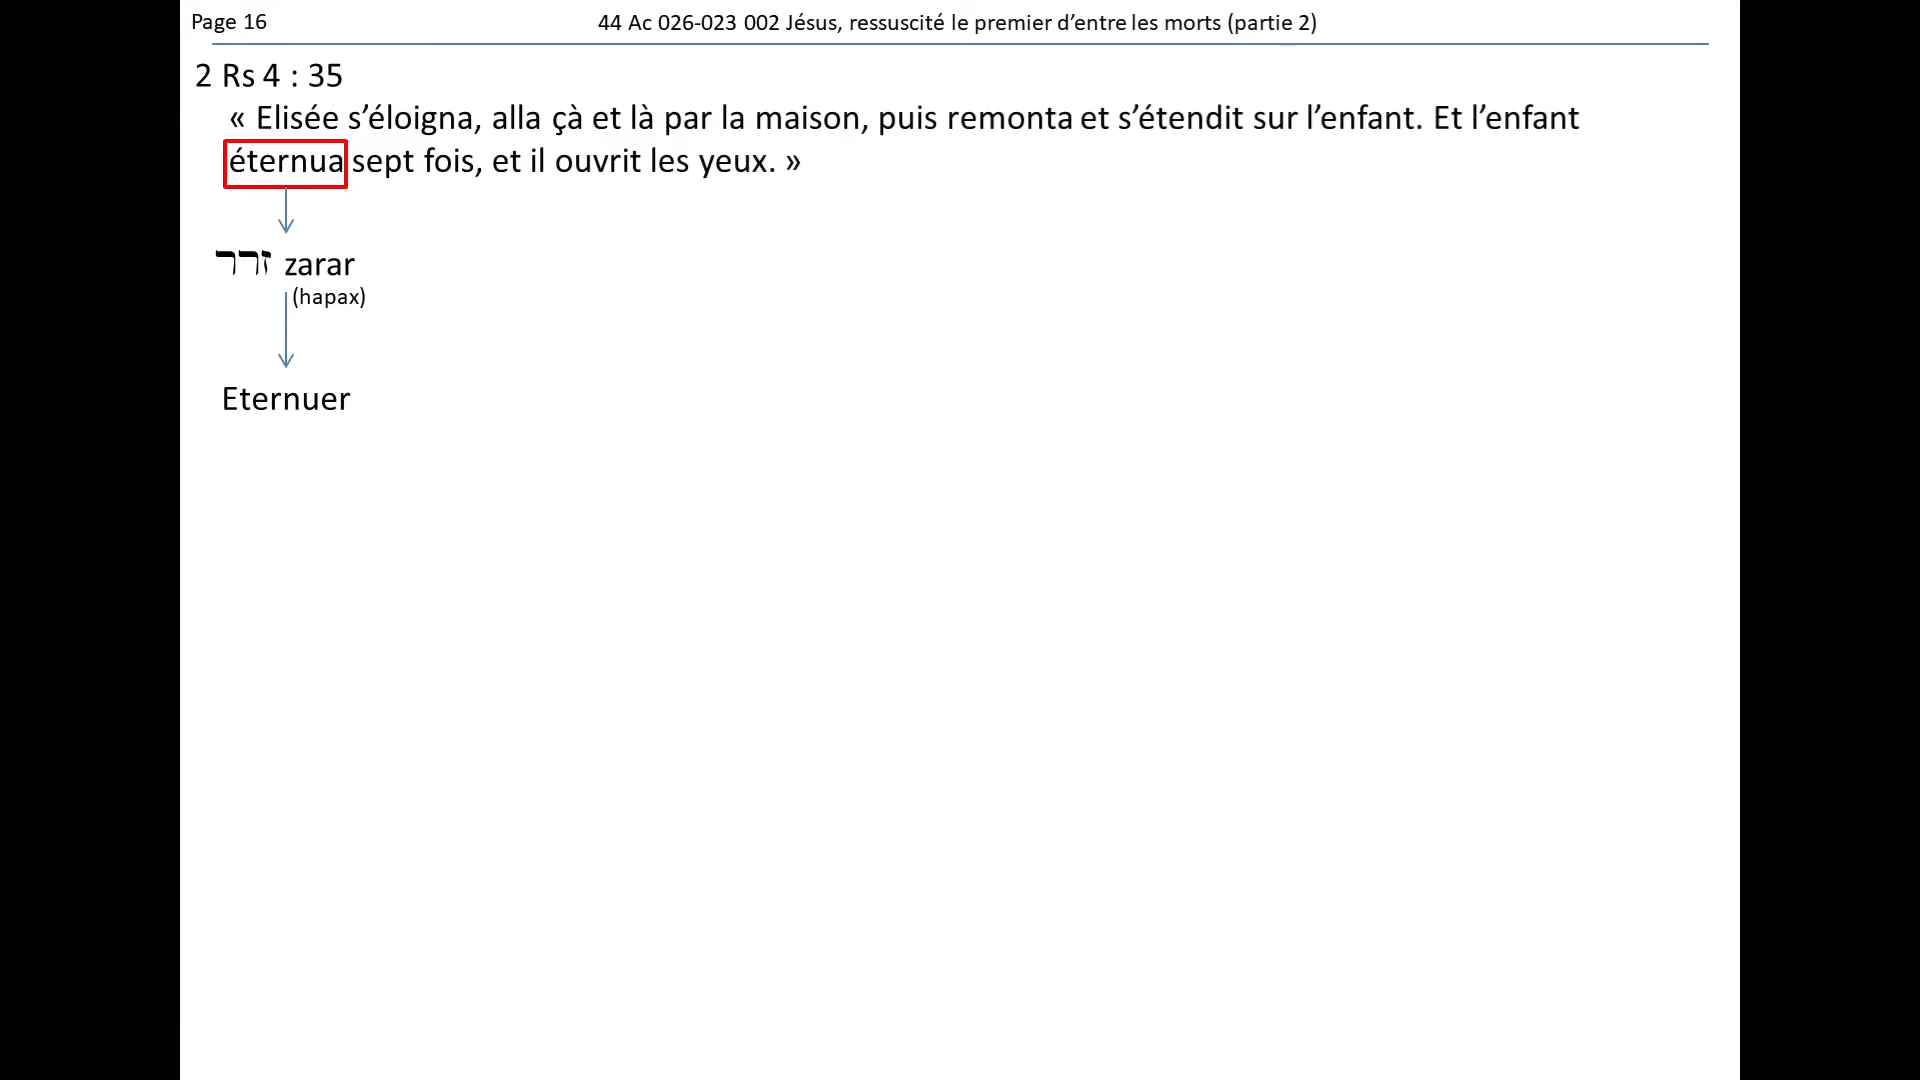 Page 16
44 Ac 026-023 002 Jésus, ressuscité le premier d’entre les morts (partie 2)
2 Rs 4 : 35
« Elisée s’éloigna, alla çà et là par la maison, puis remonta et s’étendit sur l’enfant. Et l’enfant
éternua sept fois, et il ouvrit les yeux. »
זרר zarar
(hapax)
Eternuer